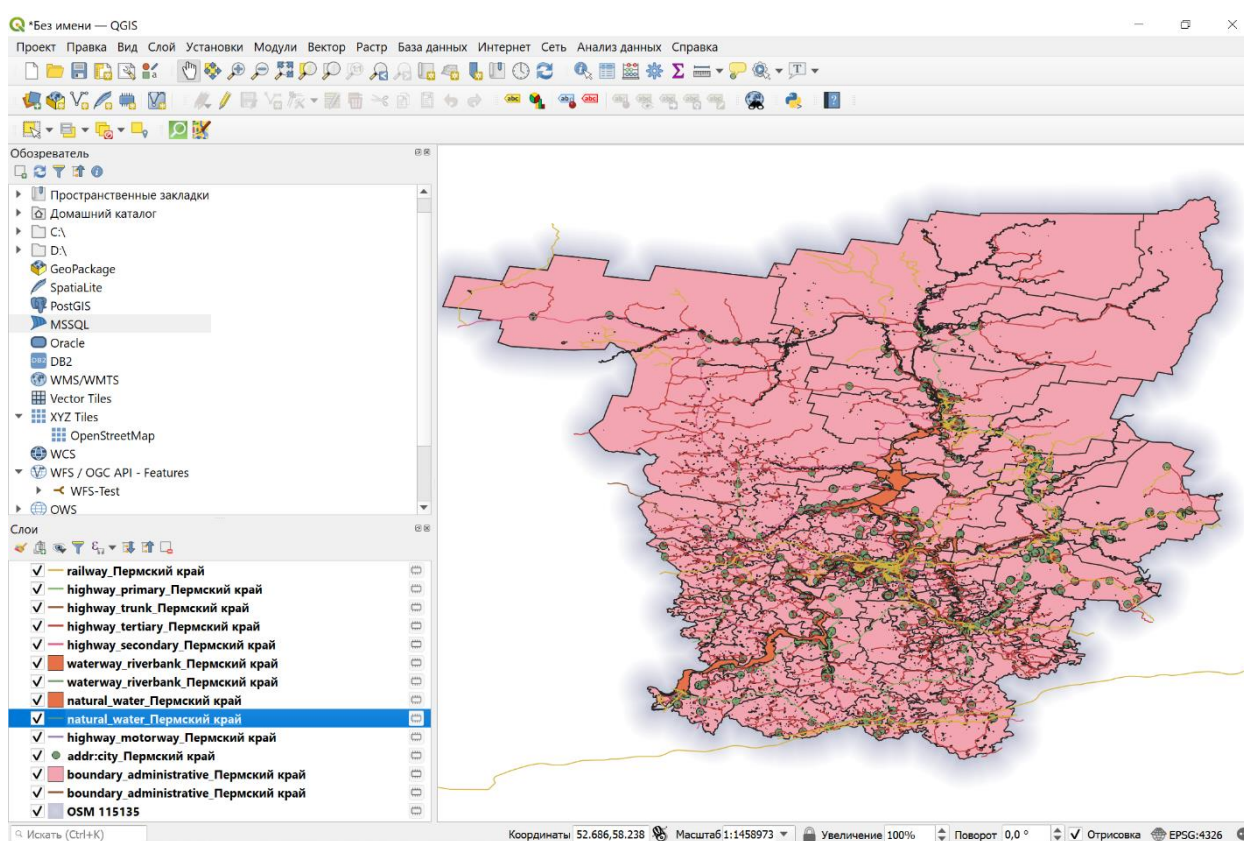 *Без имени — QGIS
Проект Правка Вид Слой Установки Модули Вектор Растр База данных Интернет Сеть Анализ данных Справка
Обозреватель
Пространственные закладки
Домашний каталог
C:\
D:\
GeoPackage
SpatiaLite
PostGIS
MSSQL
Oracle
DB2
WMS/WMTS
Vector Tiles
XYZ Tiles
OpenStreetMap
WCS
WFS / OGC API - Features
WFS-Test
OWS
Слои
railway_Пермский край
highway_primary_Пермский край
highway_trunk_Пермский край
highway_tertiary_Пермский край
highway_secondary_Пермский край
waterway_riverbank_Пермский край
waterway_riverbank_Пермский край
natural_water_Пермский край
natural_water_Пермский край
highway_motorway_Пермский край
addr:city_Пермский край
boundary_administrative_Пермский край
boundary_administrative_Пермский край
OSM 115135
Искать (Ctrl+K) Координаты 52.686,58.238 Масштаб 1:1458973 Увеличение 100% Поворот 0,0 ° Отрисовка EPSG:4326